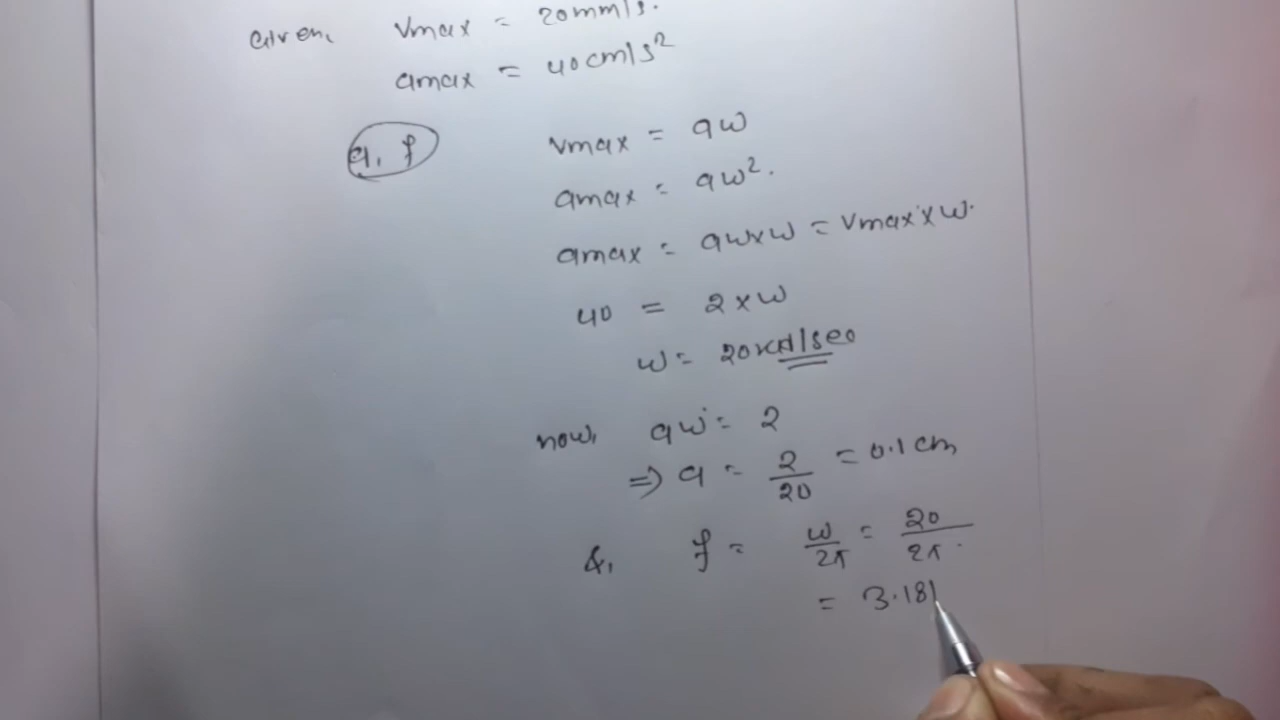 Given, Vmax = 20mm/s.
amax = 40cm/s²
a, f
vmax = aω
amax = aω².
amax = aω×ω = vmax × ω.
40 = 2×ω
ω = 20rad/sec
now, aω = 2
⇒ a = 2/20 = 0.1 cm
&, f = ω/2π = 20/2π.
= 3.181